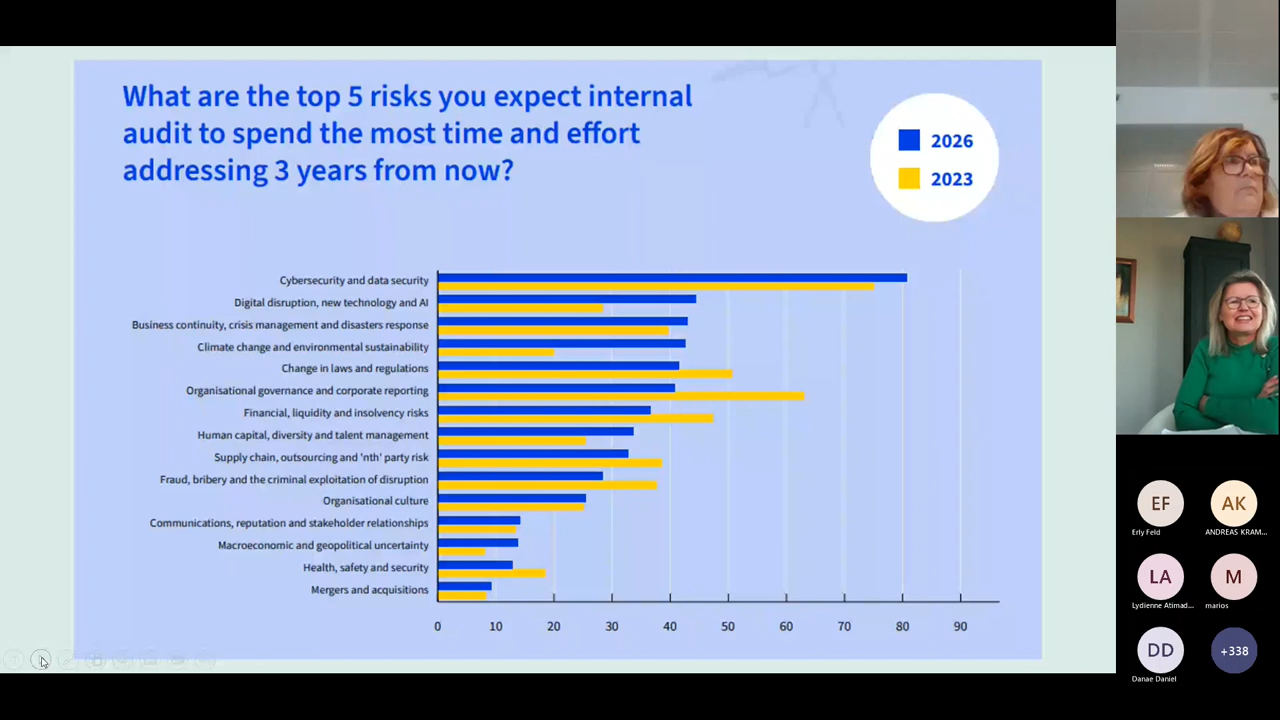 What are the top 5 risks you expect internal
audit to spend the most time and effort
addressing 3 years from now?
2026
2023
Cybersecurity and data security
Digital disruption, new technology and AI
Business continuity, crisis management and disasters response
Climate change and environmental sustainability
Change in laws and regulations
Organisational governance and corporate reporting
Financial, liquidity and insolvency risks
Human capital, diversity and talent management
Supply chain, outsourcing and 'nth' party risk
Fraud, bribery and the criminal exploitation of disruption
Organisational culture
Communications, reputation and stakeholder relationships
Macroeconomic and geopolitical uncertainty
Health, safety and security
Mergers and acquisitions
0 10 20 30 40 50 60 70 80 90
EF AK
Erly Feld ANDREAS KRAM...
LA M
Lydienne Atimad... marios
DD +338
Danae Daniel